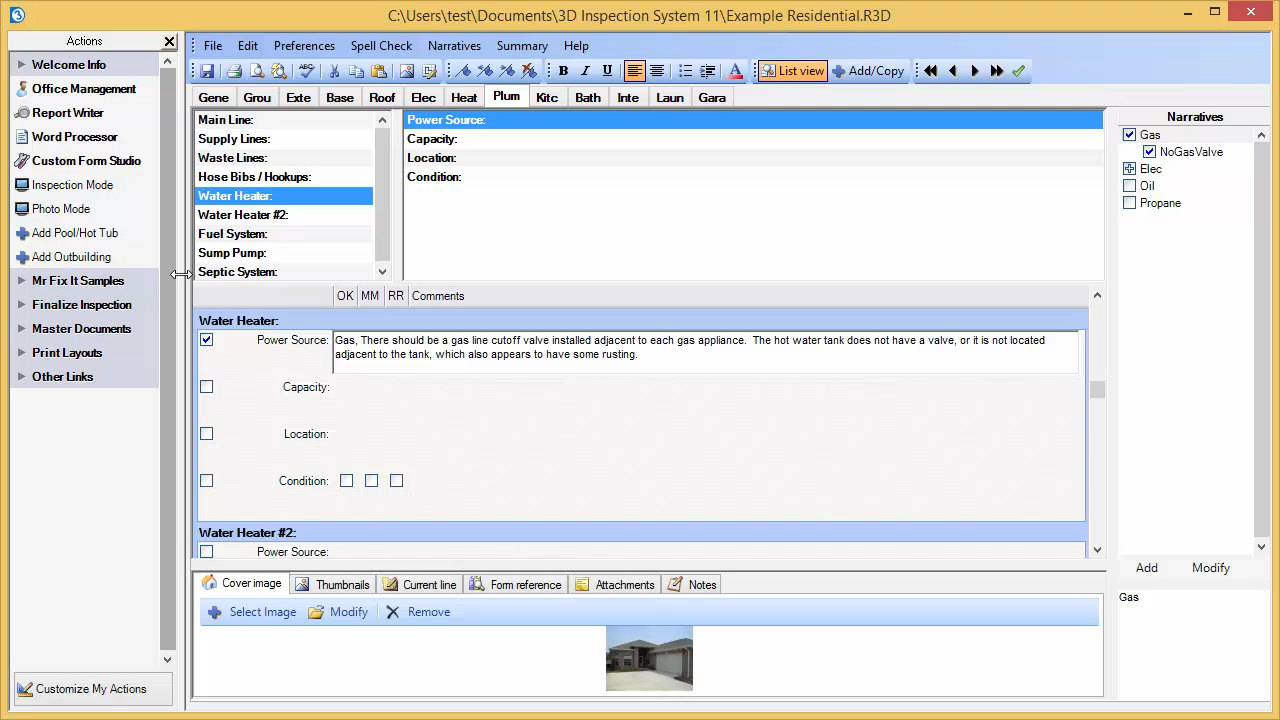 C:\Users\test\Documents\3D Inspection System 11\Example Residential.R3D
Actions
Welcome Info
Office Management
Report Writer
Word Processor
Custom Form Studio
Inspection Mode
Photo Mode
Add Pool/Hot Tub
Add Outbuilding
Mr Fix It Samples
Finalize Inspection
Master Documents
Print Layouts
Other Links
Customize My Actions
File Edit Preferences Spell Check Narratives Summary Help
B I U A List view Add/Copy
Gene Grou Exte Base Roof Elec Heat Plum Kitc Bath Inte Laun Gara
Main Line:
Supply Lines:
Waste Lines:
Hose Bibs / Hookups:
Water Heater:
Water Heater #2:
Fuel System:
Sump Pump:
Septic System:
Power Source:
Capacity:
Location:
Condition:
OK MM RR Comments
Water Heater:
Power Source: Gas, There should be a gas line cutoff valve installed adjacent to each gas appliance. The hot water tank does not have a valve, or it is not located
adjacent to the tank, which also appears to have some rusting.
Capacity:
Location:
Condition:
Water Heater #2:
Power Source:
Cover image Thumbnails Current line Form reference Attachments Notes
Select Image Modify Remove
Narratives
Gas
NoGasValve
Elec
Oil
Propane
Add Modify
Gas